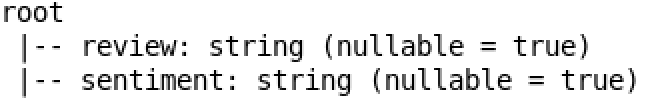 root
 |-- review: string (nullable = true)
 |-- sentiment: string (nullable = true)